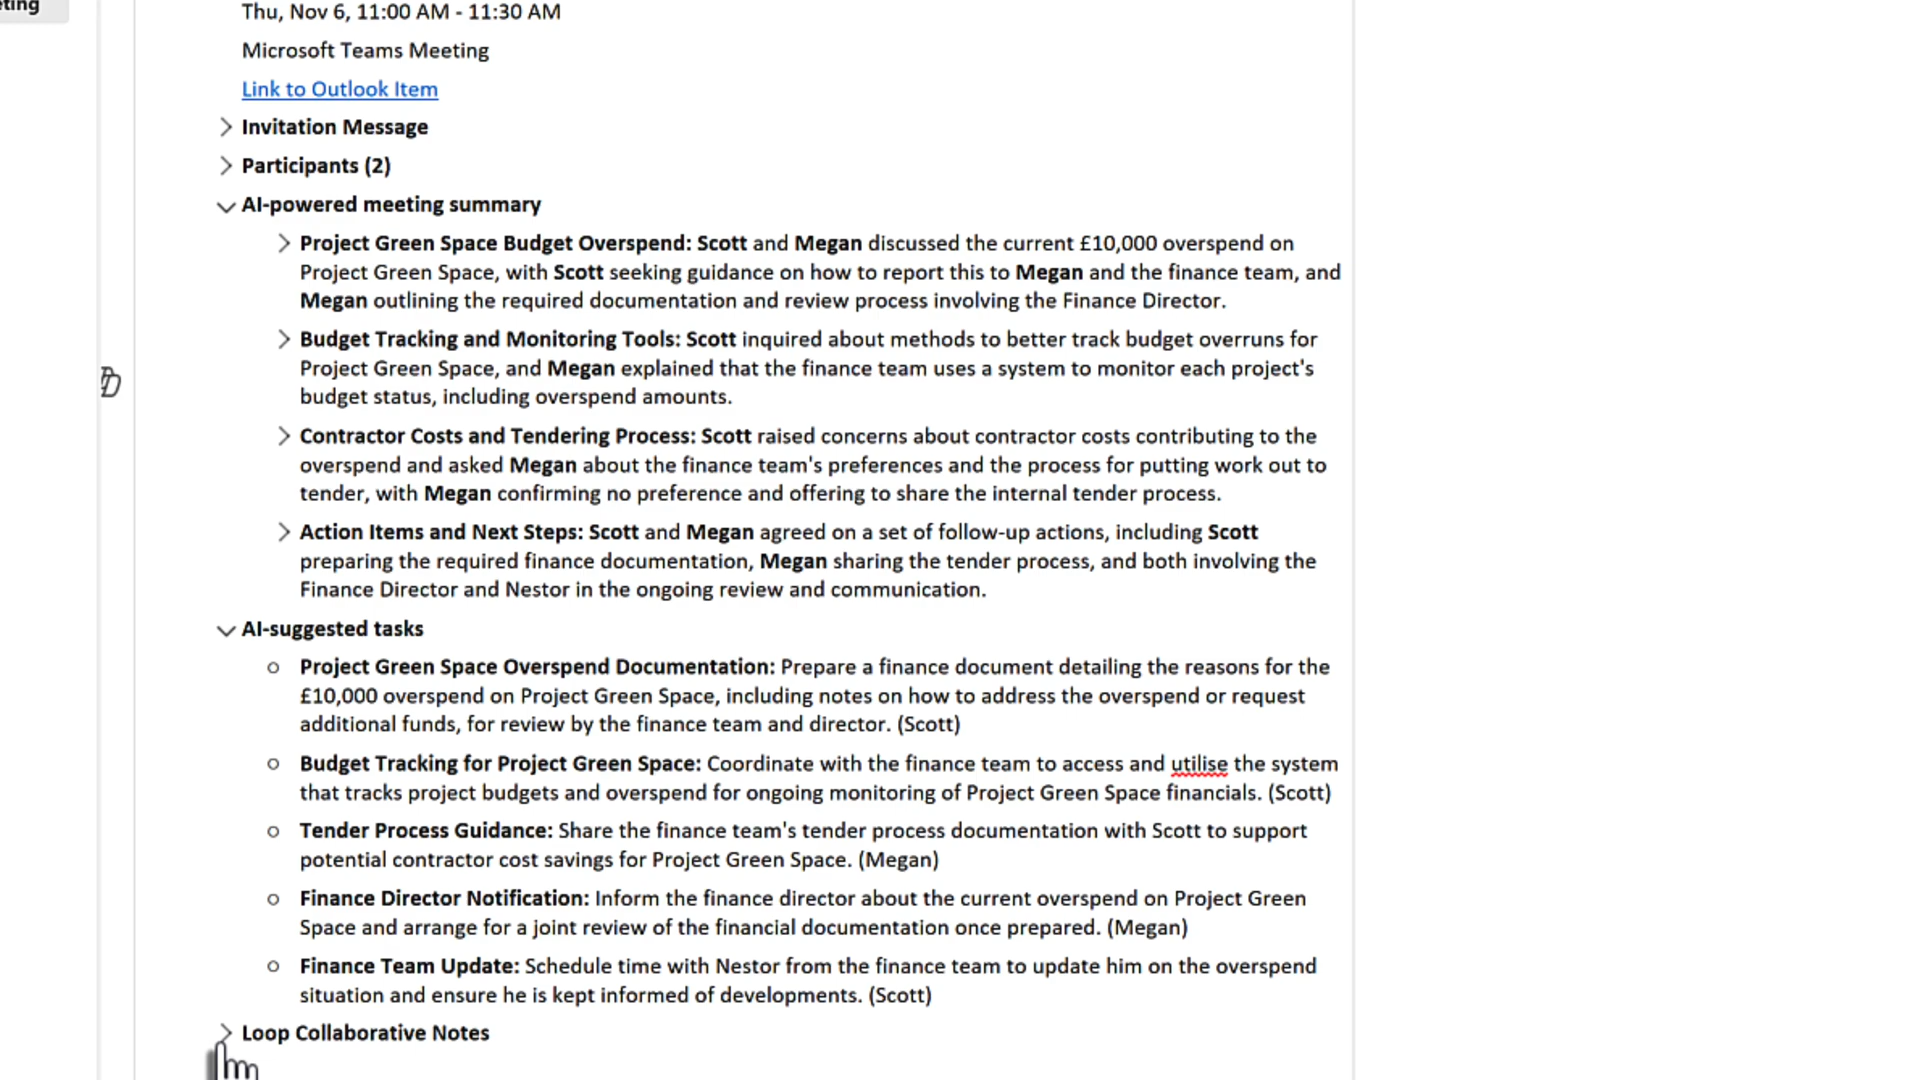 Thu, Nov 6, 11:00 AM - 11:30 AM
Microsoft Teams Meeting
Link to Outlook Item
Invitation Message
Participants (2)
AI-powered meeting summary
Project Green Space Budget Overspend: Scott and Megan discussed the current £10,000 overspend on
Project Green Space, with Scott seeking guidance on how to report this to Megan and the finance team, and
Megan outlining the required documentation and review process involving the Finance Director.
Budget Tracking and Monitoring Tools: Scott inquired about methods to better track budget overruns for
Project Green Space, and Megan explained that the finance team uses a system to monitor each project's
budget status, including overspend amounts.
Contractor Costs and Tendering Process: Scott raised concerns about contractor costs contributing to the
overspend and asked Megan about the finance team's preferences and the process for putting work out to
tender, with Megan confirming no preference and offering to share the internal tender process.
Action Items and Next Steps: Scott and Megan agreed on a set of follow-up actions, including Scott
preparing the required finance documentation, Megan sharing the tender process, and both involving the
Finance Director and Nestor in the ongoing review and communication.
AI-suggested tasks
Project Green Space Overspend Documentation: Prepare a finance document detailing the reasons for the
£10,000 overspend on Project Green Space, including notes on how to address the overspend or request
additional funds, for review by the finance team and director. (Scott)
Budget Tracking for Project Green Space: Coordinate with the finance team to access and utilise the system
that tracks project budgets and overspend for ongoing monitoring of Project Green Space financials. (Scott)
Tender Process Guidance: Share the finance team's tender process documentation with Scott to support
potential contractor cost savings for Project Green Space. (Megan)
Finance Director Notification: Inform the finance director about the current overspend on Project Green
Space and arrange for a joint review of the financial documentation once prepared. (Megan)
Finance Team Update: Schedule time with Nestor from the finance team to update him on the overspend
situation and ensure he is kept informed of developments. (Scott)
Loop Collaborative Notes